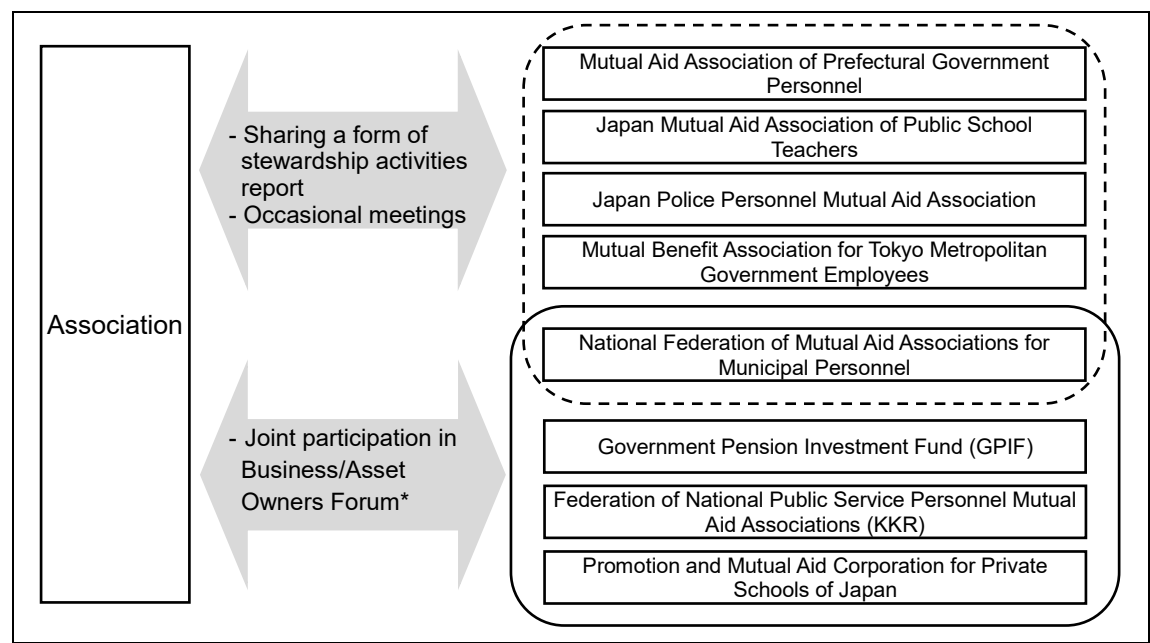 Association
- Sharing a form of
stewardship activities
report
- Occasional meetings
- Joint participation in
Business/Asset
Owners Forum*
Mutual Aid Association of Prefectural Government
Personnel
Japan Mutual Aid Association of Public School
Teachers
Japan Police Personnel Mutual Aid Association
Mutual Benefit Association for Tokyo Metropolitan
Government Employees
National Federation of Mutual Aid Associations for
Municipal Personnel
Government Pension Investment Fund (GPIF)
Federation of National Public Service Personnel Mutual
Aid Associations (KKR)
Promotion and Mutual Aid Corporation for Private
Schools of Japan